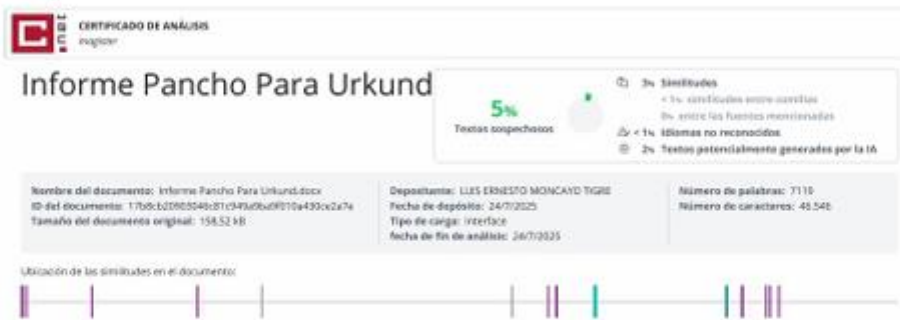 CERTIFICADO DE ANÁLISIS
magister
Informe Pancho Para Urkund
5%
Textos sospechosos
3% Similitudes
< 1% similitudes entre comillas
0% entre las fuentes mencionadas
< 1% Idiomas no reconocidos
2% Textos potencialmente generados por la IA
Nombre del documento: Informe Pancho Para Urkund.docx
ID del documento:
Tamaño del documento original: 158,52 kB
Depositante: LUIS ERNESTO MONCAYO TIGRE
Fecha de depósito: 24/7/2025
Tipo de carga: interface
fecha de fin de análisis: 24/7/2025
Número de palabras: 7119
Número de caracteres: 46.546
Ubicación de las similitudes en el documento: